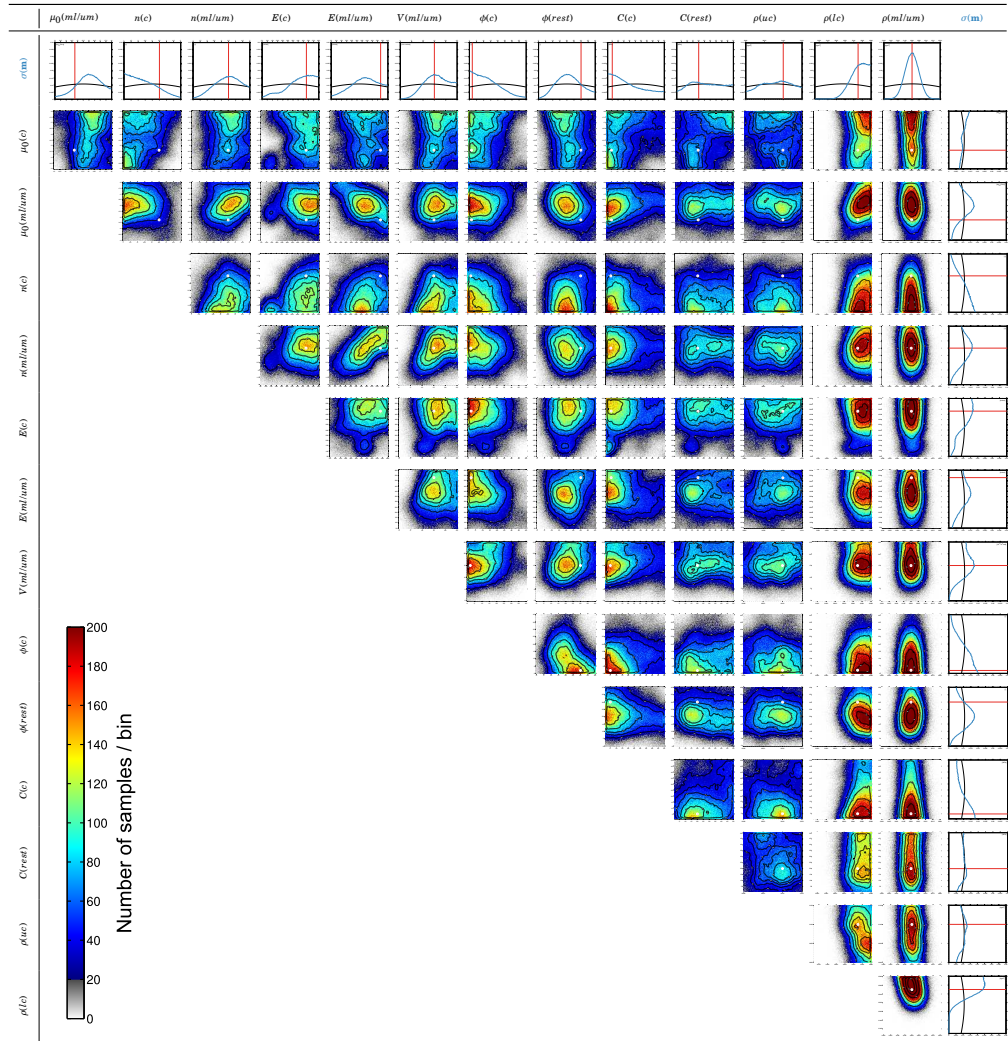 μ₀(ml/um) n(c) n(ml/um) E(c) E(ml/um) V(ml/um) ϕ(c) ϕ(rest) C(c) C(rest) ρ(uc) ρ(lc) ρ(ml/um) σ(m)
σ(m)
μ₀(c)
μ₀(ml/um)
n(c)
n(ml/um)
E(c)
E(ml/um)
V(ml/um)
ϕ(c)
ϕ(rest)
C(c)
C(rest)
ρ(uc)
ρ(lc)
200
180
160
140
120
100
80
60
40
20
0
Number of samples / bin